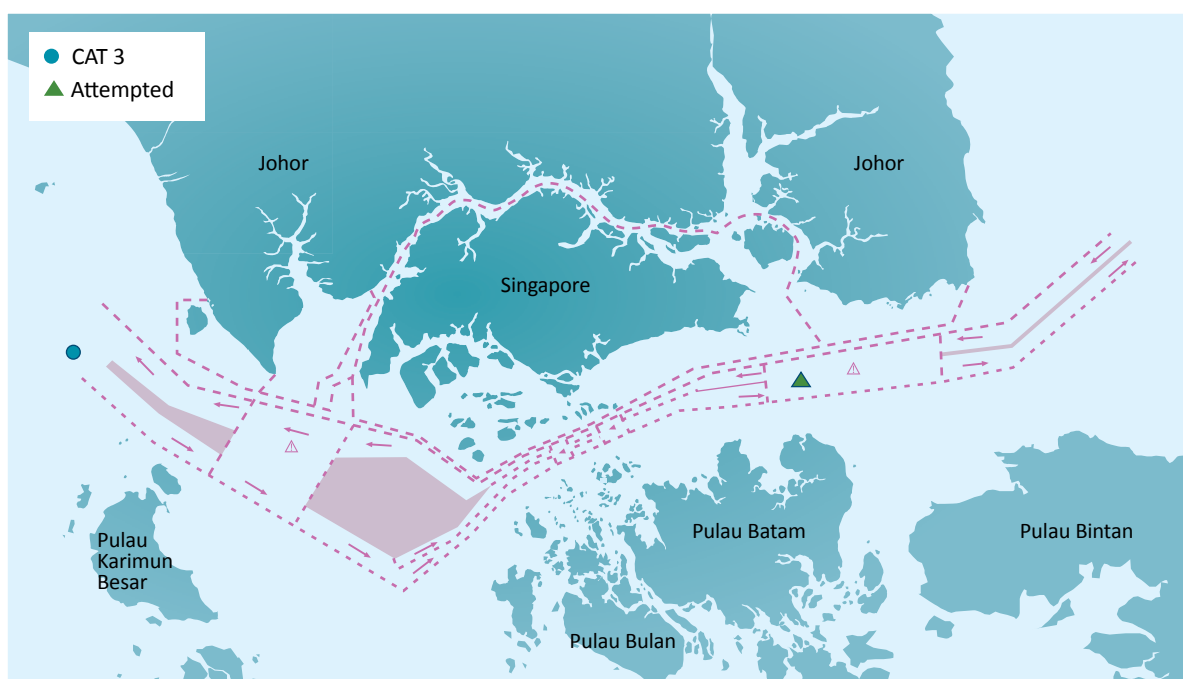 CAT 3
Attempted
Johor
Johor
Singapore
Pulau
Karimun
Besar
Pulau Batam
Pulau Bintan
Pulau Bulan